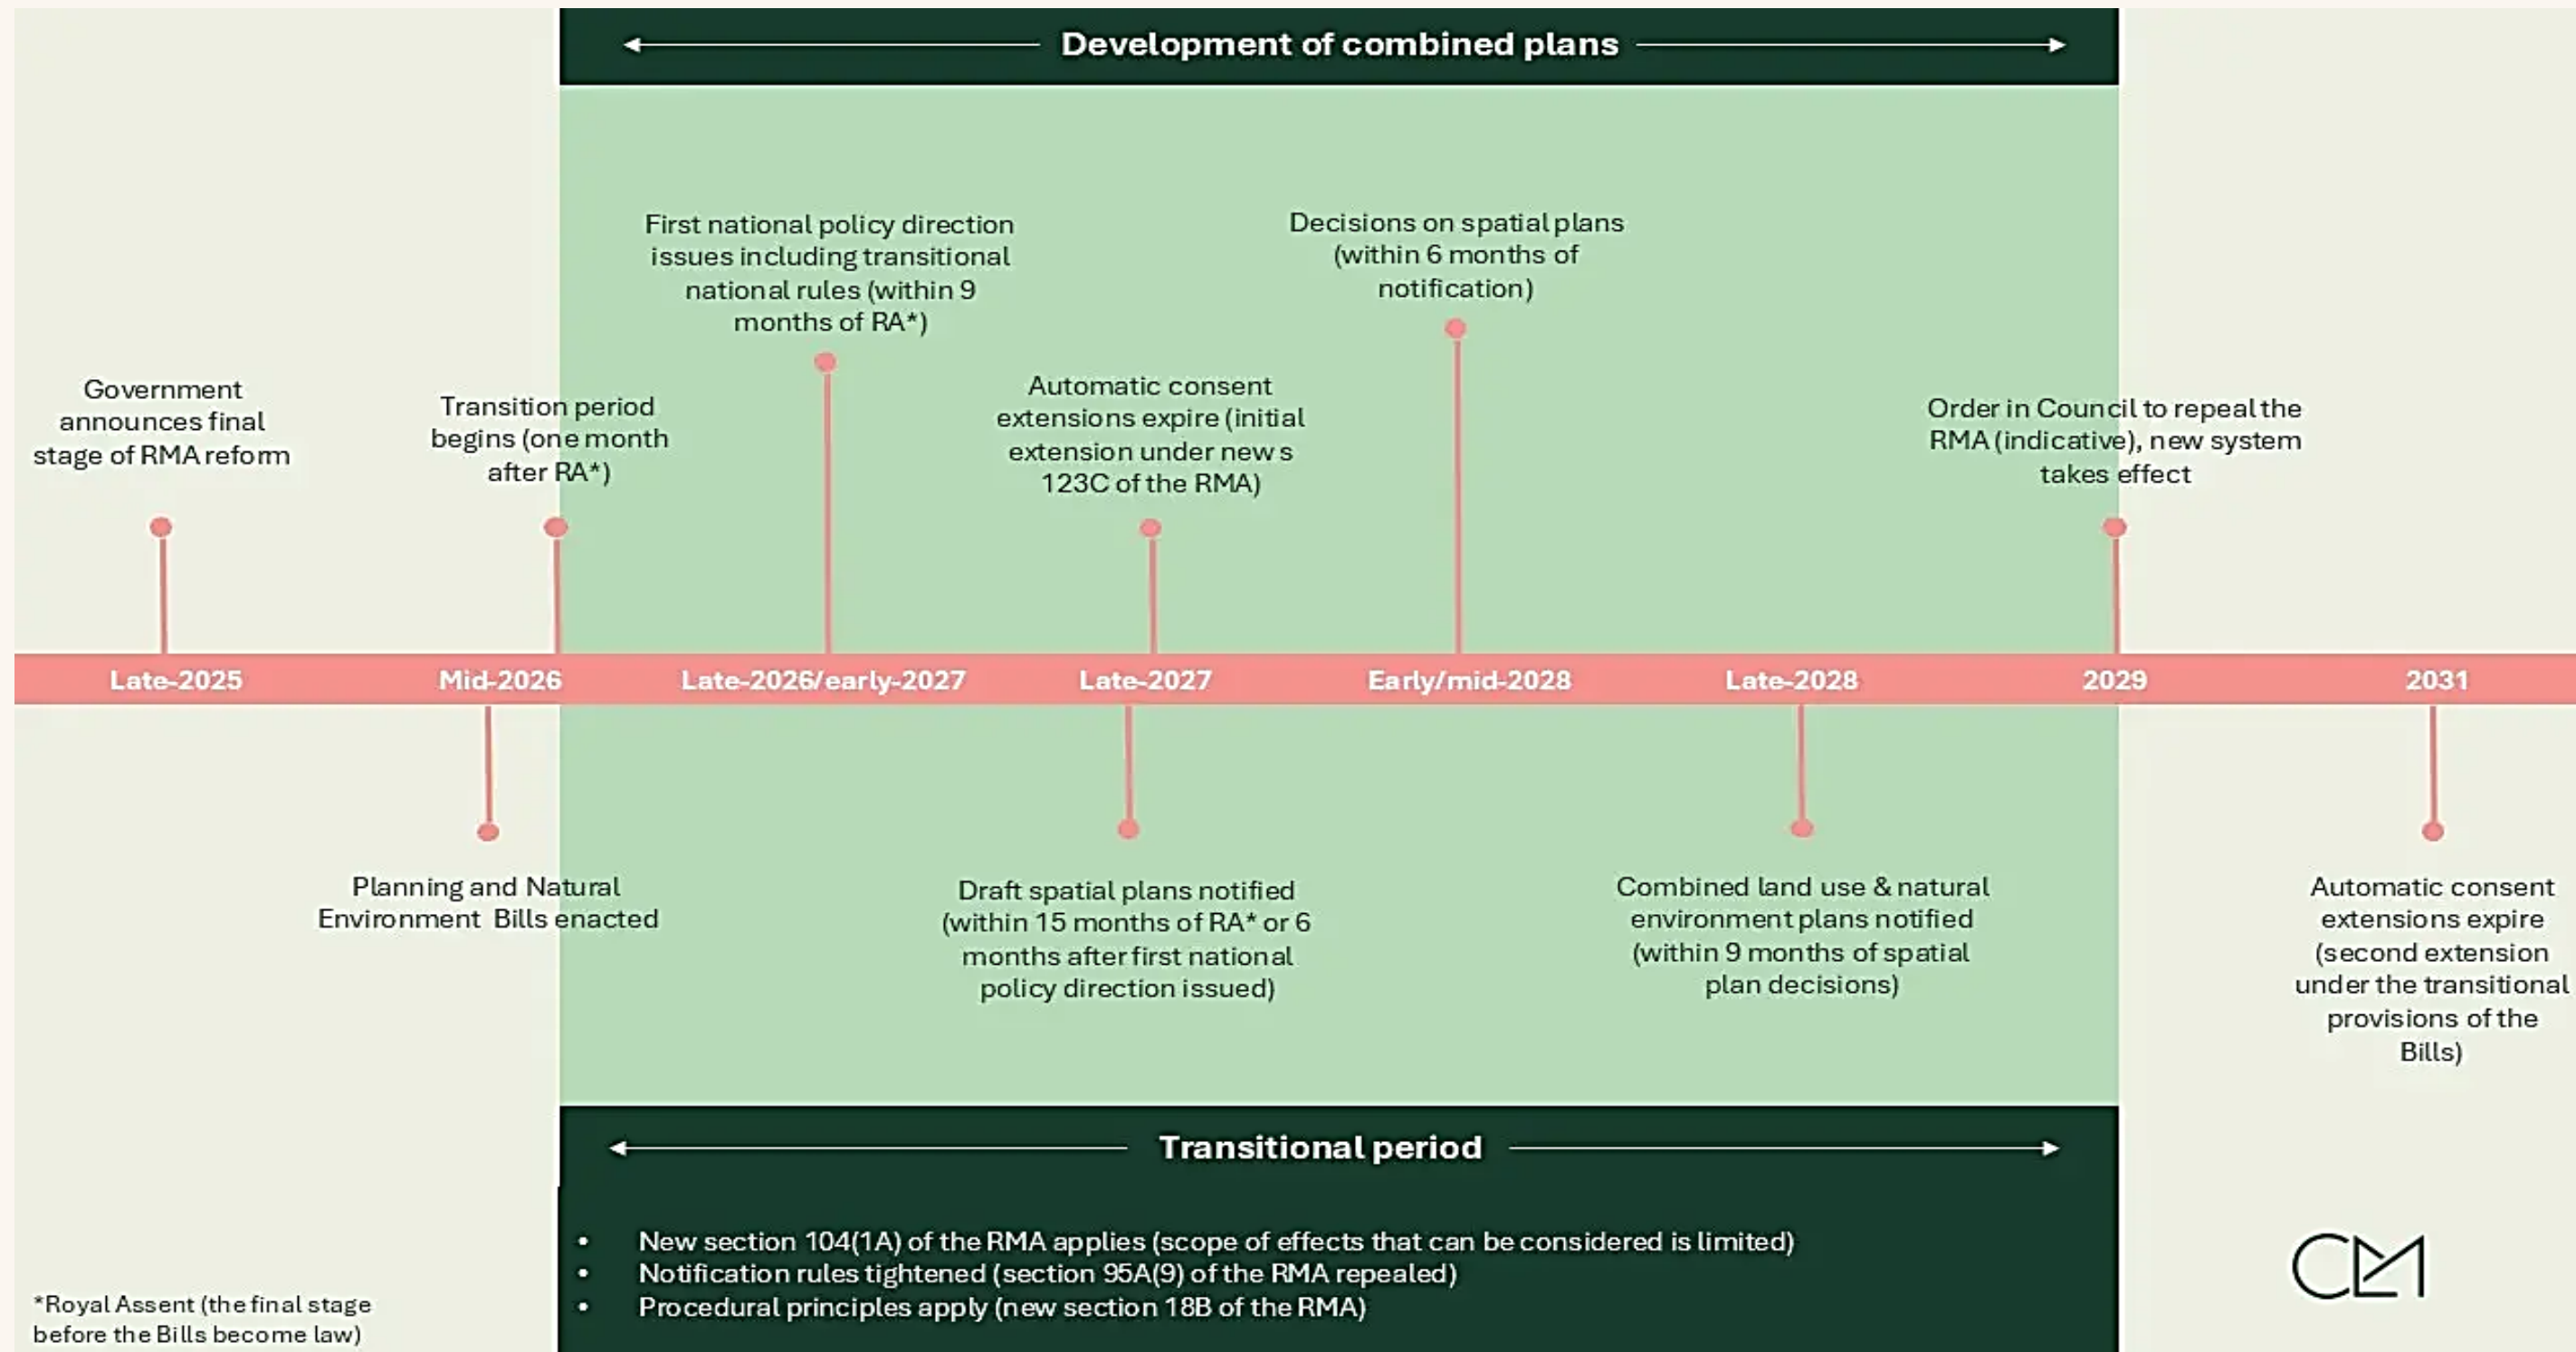 Development of combined plans
First national policy direction
issues including transitional
national rules (within 9
months of RA*)
Decisions on spatial plans
(within 6 months of
notification)
Government
announces final
stage of RMA reform
Transition period
begins (one month
after RA*)
Automatic consent
extensions expire (initial
extension under new s
123C of the RMA)
Order in Council to repeal the
RMA (indicative), new system
takes effect
Late-2025
Mid-2026
Late-2026/early-2027
Late-2027
Early/mid-2028
Late-2028
2029
2031
Planning and Natural
Environment Bills enacted
Draft spatial plans notified
(within 15 months of RA* or 6
months after first national
policy direction issued)
Combined land use & natural
environment plans notified
(within 9 months of spatial
plan decisions)
Automatic consent
extensions expire
(second extension
under the transitional
provisions of the
Bills)
Transitional period
• New section 104(1A) of the RMA applies (scope of effects that can be considered is limited)
• Notification rules tightened (section 95A(9) of the RMA repealed)
• Procedural principles apply (new section 18B of the RMA)
*Royal Assent (the final stage
before the Bills become law)
CM